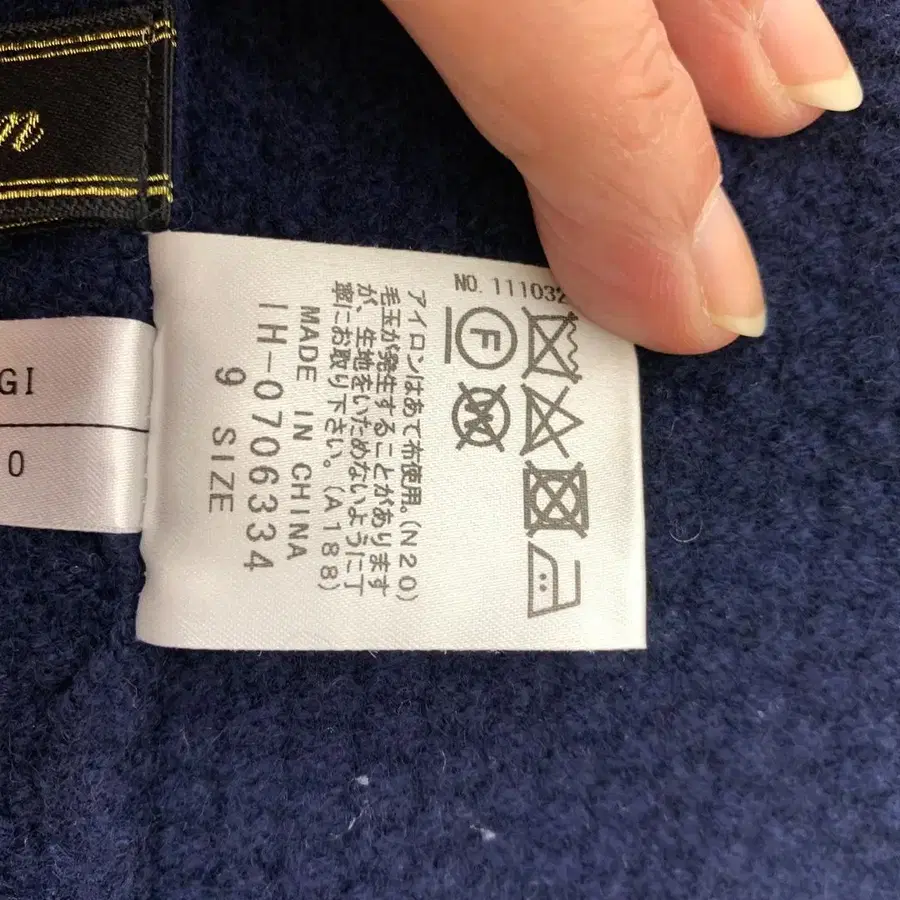 NO. 111032
F
W
アイロンはあて布使用。(N20)
毛玉が発生することがあります
が、生地をいためないように丁
寧にお取り下さい。(A188)
MADE IN CHINA
IH-0706334
9 SIZE
GI
0